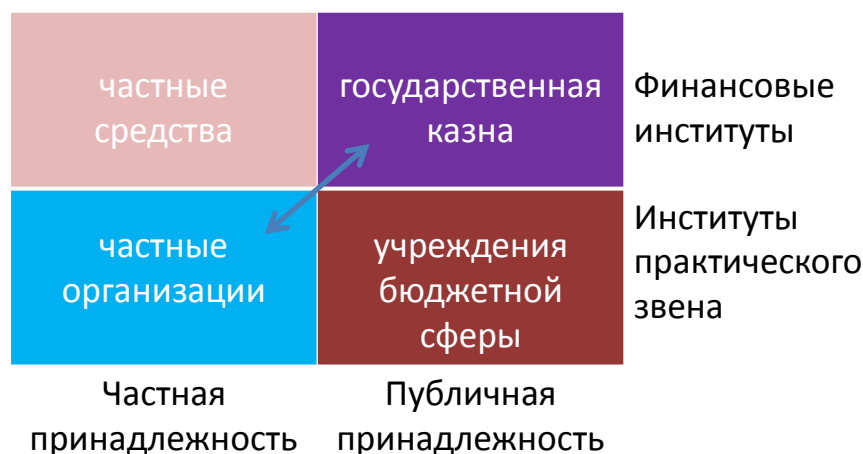 частные
средства
государственная
казна
Финансовые
институты
частные
организации
учреждения
бюджетной
сферы
Институты
практического
звена
Частная
принадлежность
Публичная
принадлежность